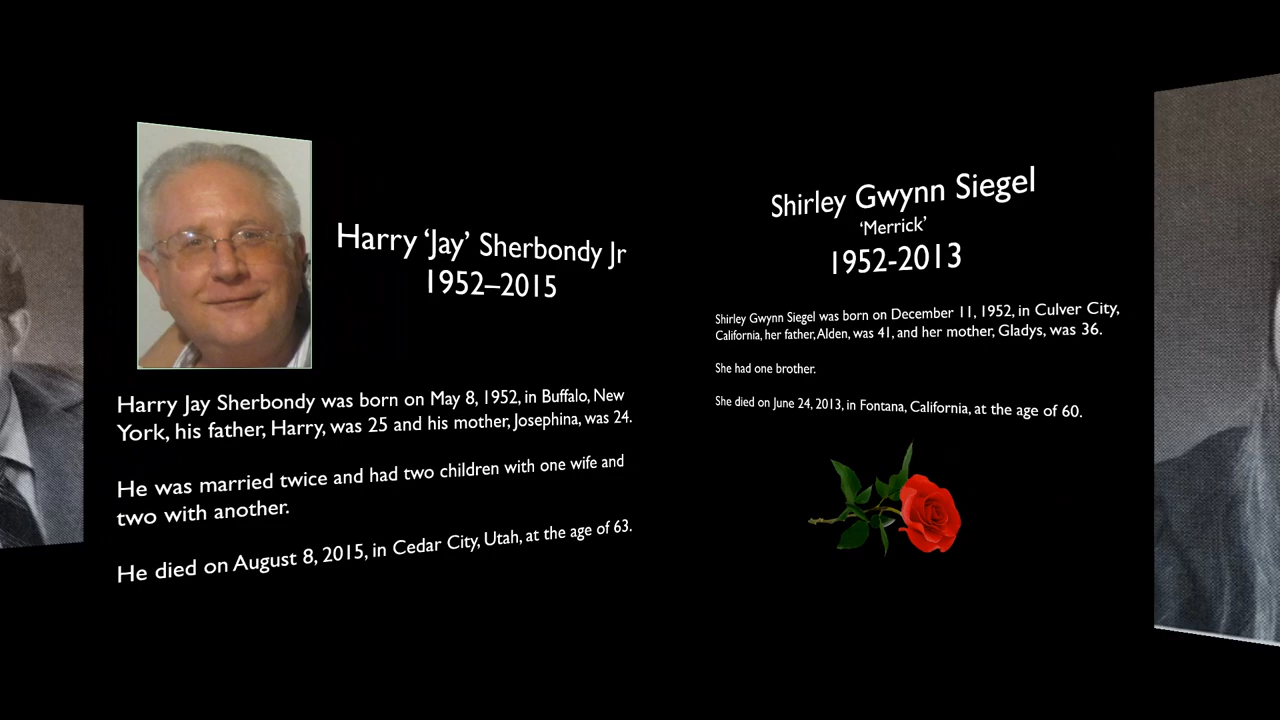 Harry ‘Jay’ Sherbondy Jr
1952–2015
Harry Jay Sherbondy was born on May 8, 1952, in Buffalo, New
York, his father, Harry, was 25 and his mother, Josephina, was 24.
He was married twice and had two children with one wife and
two with another.
He died on August 8, 2015, in Cedar City, Utah, at the age of 63.
Shirley Gwynn Siegel
‘Merrick’
1952-2013
Shirley Gwynn Siegel was born on December 11, 1952, in Culver City,
California, her father, Alden, was 41, and her mother, Gladys, was 36.
She had one brother.
She died on June 24, 2013, in Fontana, California, at the age of 60.